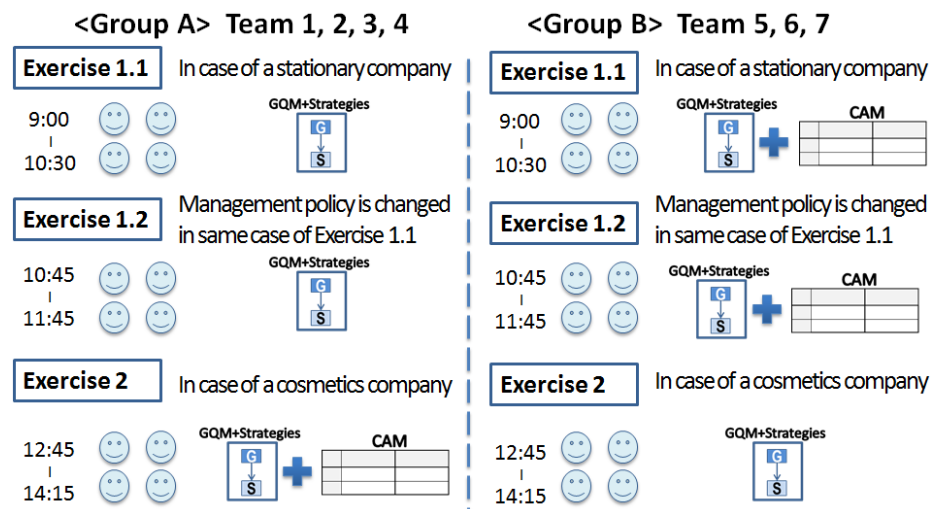 <Group A> Team 1, 2, 3, 4
Exercise 1.1
In case of a stationary company
9:00
10:30
GQM+Strategies
G
S
Exercise 1.2
Management policy is changed
in same case of Exercise 1.1
10:45
11:45
GQM+Strategies
G
S
Exercise 2
In case of a cosmetics company
12:45
14:15
GQM+Strategies
G
S
CAM
<Group B> Team 5, 6, 7
Exercise 1.1
In case of a stationary company
9:00
10:30
GQM+Strategies
G
S
CAM
Exercise 1.2
Management policy is changed
in same case of Exercise 1.1
10:45
11:45
GQM+Strategies
G
S
CAM
Exercise 2
In case of a cosmetics company
12:45
14:15
GQM+Strategies
G
S